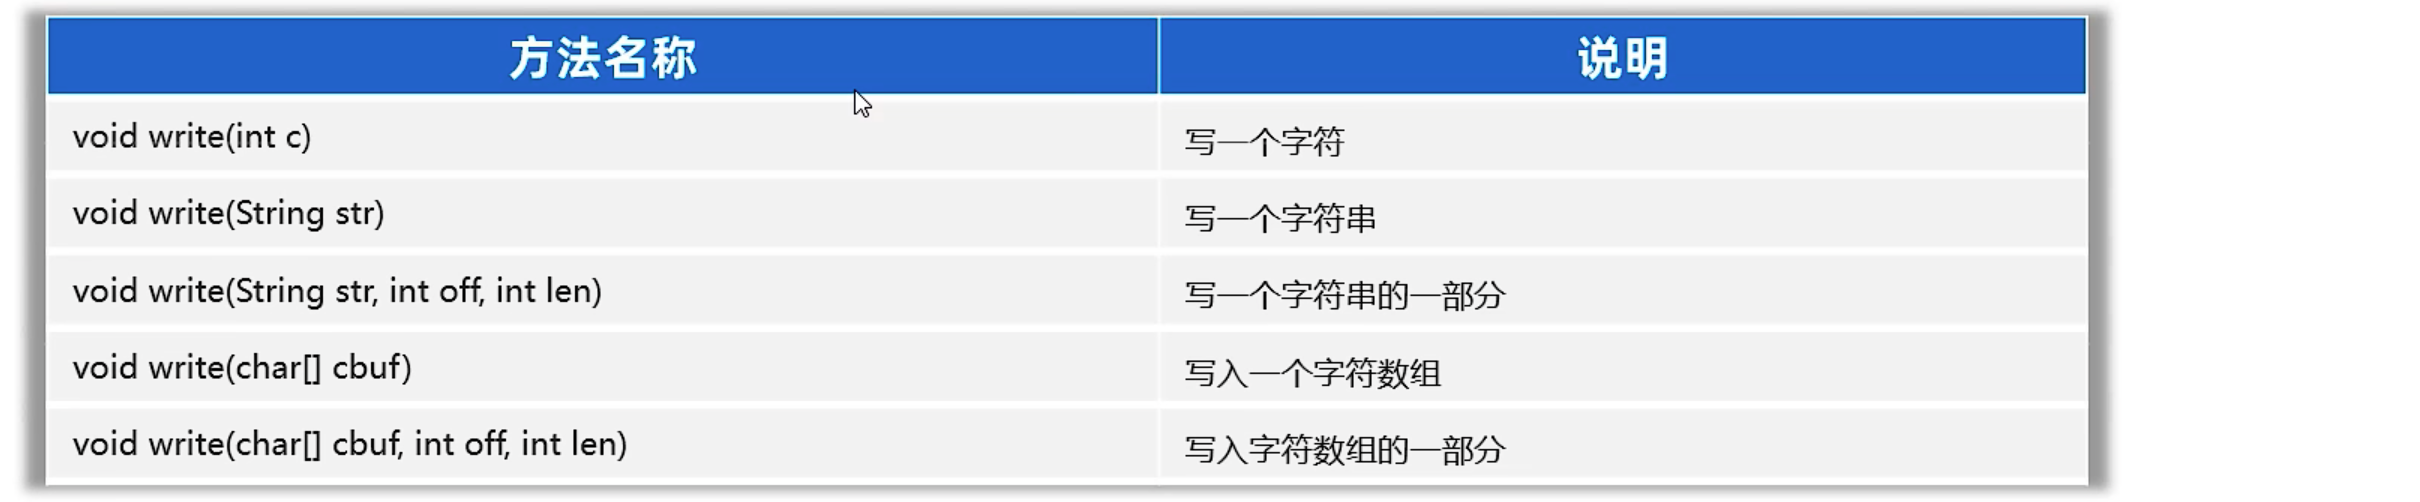 方法名称 说明
void write(int c) 写一个字符
void write(String str) 写一个字符串
void write(String str, int off, int len) 写一个字符串的一部分
void write(char[] cbuf) 写入一个字符数组
void write(char[] cbuf, int off, int len) 写入字符数组的一部分